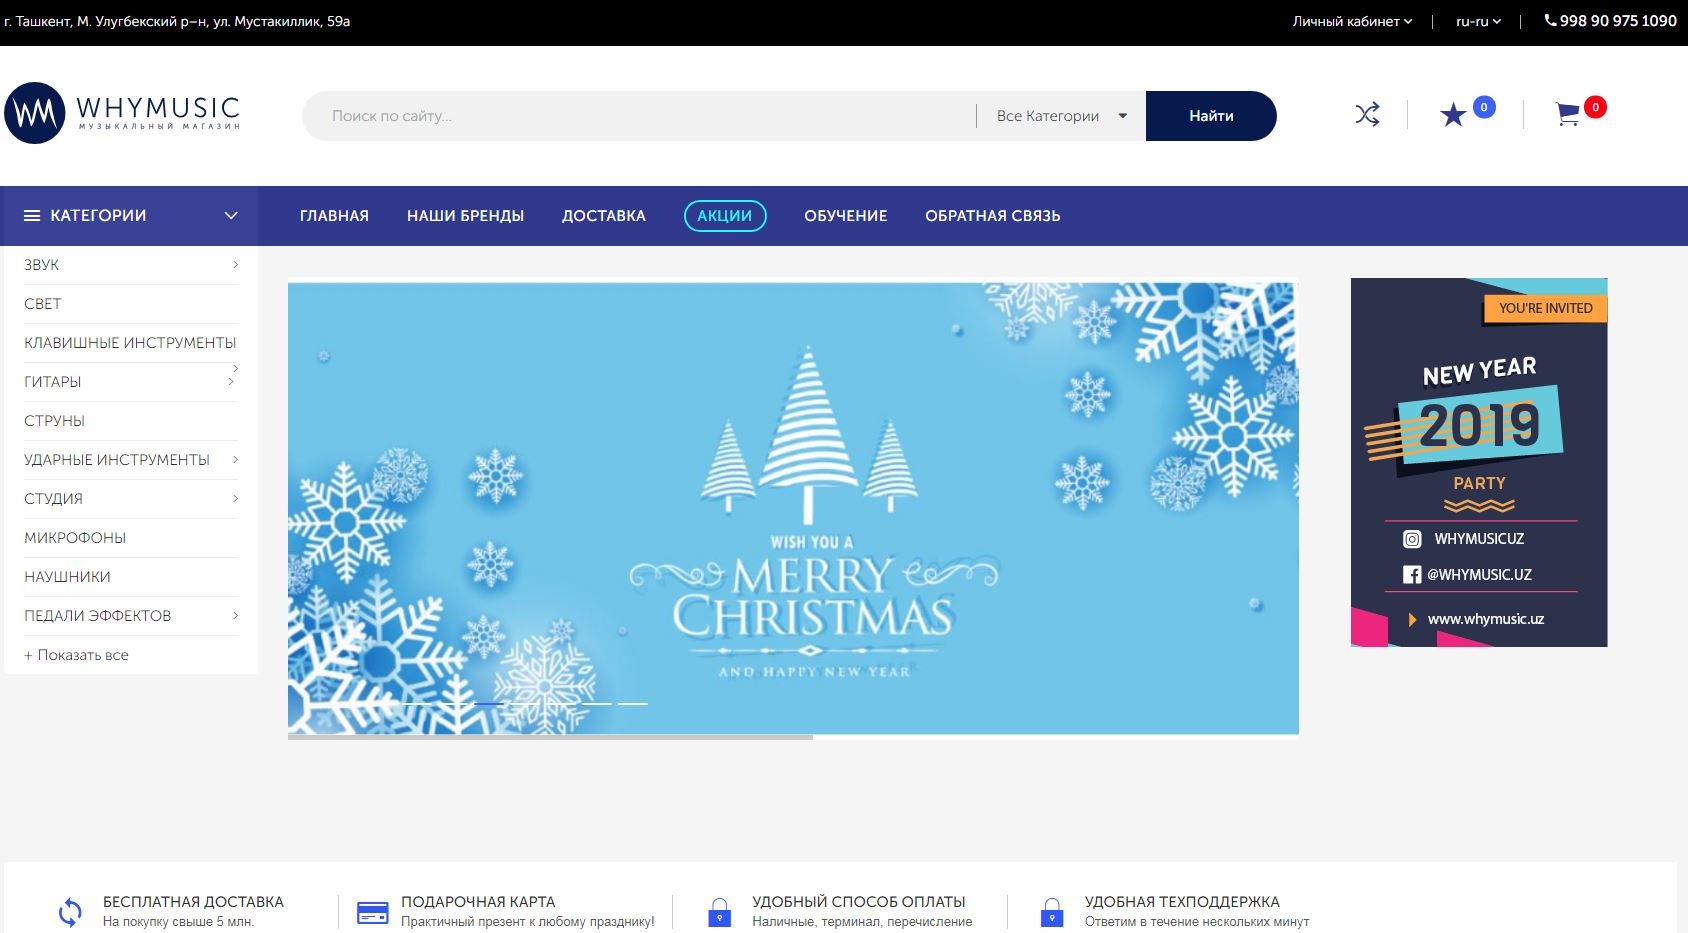 г. Ташкент, М. Улугбекский р–н, ул. Мустакиллик, 59а
Личный кабинет
ru-ru
998 90 975 1090
WM WHYMUSIC
МУЗЫКАЛЬНЫЙ МАГАЗИН
Поиск по сайту...
Все Категории
Найти
0
0
КАТЕГОРИИ
ГЛАВНАЯ
НАШИ БРЕНДЫ
ДОСТАВКА
АКЦИИ
ОБУЧЕНИЕ
ОБРАТНАЯ СВЯЗЬ
ЗВУК
СВЕТ
КЛАВИШНЫЕ ИНСТРУМЕНТЫ
ГИТАРЫ
СТРУНЫ
УДАРНЫЕ ИНСТРУМЕНТЫ
СТУДИЯ
МИКРОФОНЫ
НАУШНИКИ
ПЕДАЛИ ЭФФЕКТОВ
+ Показать все
WISH YOU A
MERRY
CHRISTMAS
AND HAPPY NEW YEAR
YOU'RE INVITED
NEW YEAR
2019
PARTY
WHYMUSICUZ
@WHYMUSIC.UZ
www.whymusic.uz
БЕСПЛАТНАЯ ДОСТАВКА
На покупку свыше 5 млн.
ПОДАРОЧНАЯ КАРТА
Практичный презент к любому празднику!
УДОБНЫЙ СПОСОБ ОПЛАТЫ
Наличные, терминал, перечисление
УДОБНАЯ ТЕХПОДДЕРЖКА
Ответим в течение нескольких минут